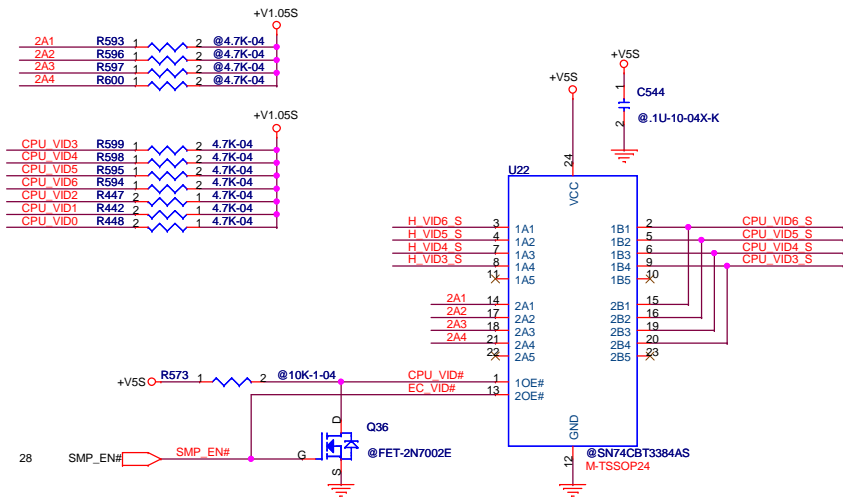 +V1.05S
2A1 R593 1 2 @4.7K-04
2A2 R596 1 2 @4.7K-04
2A3 R597 1 2 @4.7K-04
2A4 R600 1 2 @4.7K-04
+V1.05S
CPU_VID3 R599 1 2 4.7K-04
CPU_VID4 R598 1 2 4.7K-04
CPU_VID5 R595 1 2 4.7K-04
CPU_VID6 R594 1 2 4.7K-04
CPU_VID2 R447 2 1 4.7K-04
CPU_VID1 R442 2 1 4.7K-04
CPU_VID0 R448 2 1 4.7K-04
+V5S
+V5S
1
C544
@.1U-10-04X-K
2
24
U22
VCC
H_VID6_S 3 1A1 1B1 2 CPU_VID6_S
H_VID5_S 4 1A2 1B2 5 CPU_VID5_S
H_VID4_S 7 1A3 1B3 6 CPU_VID4_S
H_VID3_S 8 1A4 1B4 9 CPU_VID3_S
11 1A5 1B5 10
2A1 14 2A1 2B1 15
2A2 17 2A2 2B2 16
2A3 18 2A3 2B3 19
2A4 21 2A4 2B4 20
22 2A5 2B5 23
+V5S R573 1 2 @10K-1-04 CPU_VID# 1 1OE#
EC_VID# 13 2OE#
D
Q36
GND
@FET-2N7002E
@SN74CBT3384AS
28 SMP_EN# SMP_EN# G
12
M-TSSOP24
S